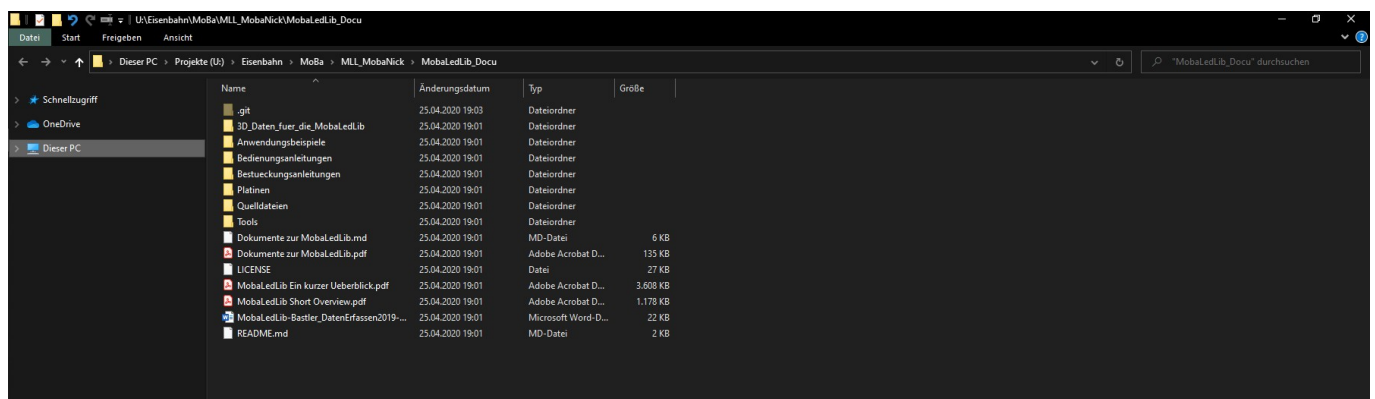 U:\Eisenbahn\MoBa\MLL_MobaNick\MobaLedLib_Docu
Datei Start Freigeben Ansicht
Dieser PC > Projekte (U:) > Eisenbahn > MoBa > MLL_MobaNick > MobaLedLib_Docu "MobaLedLib_Docu" durchsuchen
Name Änderungsdatum Typ Größe
Schnellzugriff
OneDrive
Dieser PC
.git 25.04.2020 19:03 Dateiordner
3D_Daten_fuer_die_MobaLedLib 25.04.2020 19:01 Dateiordner
Anwendungsbeispiele 25.04.2020 19:01 Dateiordner
Bedienungsanleitungen 25.04.2020 19:01 Dateiordner
Bestueckungsanleitungen 25.04.2020 19:01 Dateiordner
Platinen 25.04.2020 19:01 Dateiordner
Quelldateien 25.04.2020 19:01 Dateiordner
Tools 25.04.2020 19:01 Dateiordner
Dokumente zur MobaLedLib.md 25.04.2020 19:01 MD-Datei 6 KB
Dokumente zur MobaLedLib.pdf 25.04.2020 19:01 Adobe Acrobat D... 135 KB
LICENSE 25.04.2020 19:01 Datei 27 KB
MobaLedLib Ein kurzer Ueberblick.pdf 25.04.2020 19:01 Adobe Acrobat D... 3.608 KB
MobaLedLib Short Overview.pdf 25.04.2020 19:01 Adobe Acrobat D... 1.178 KB
MobaLedLib-Bastler_DatenErfassen2019-... 25.04.2020 19:01 Microsoft Word-D... 22 KB
README.md 25.04.2020 19:01 MD-Datei 2 KB